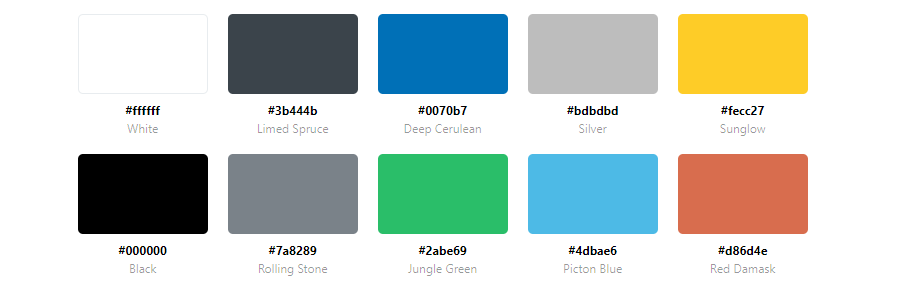 #ffffff #3b444b #0070b7 #bdbdbd #fecc27
White Limed Spruce Deep Cerulean Silver Sunglow
#000000 #7a8289 #2abe69 #4dbae6 #d86d4e
Black Rolling Stone Jungle Green Picton Blue Red Damask